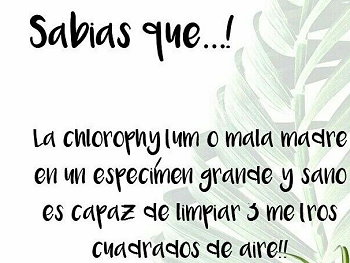 Sabias que...!
La chlorophylum o mala madre
en un especímen grande y sano
es capaz de limpiar 3 metros
cuadrados de aire!!